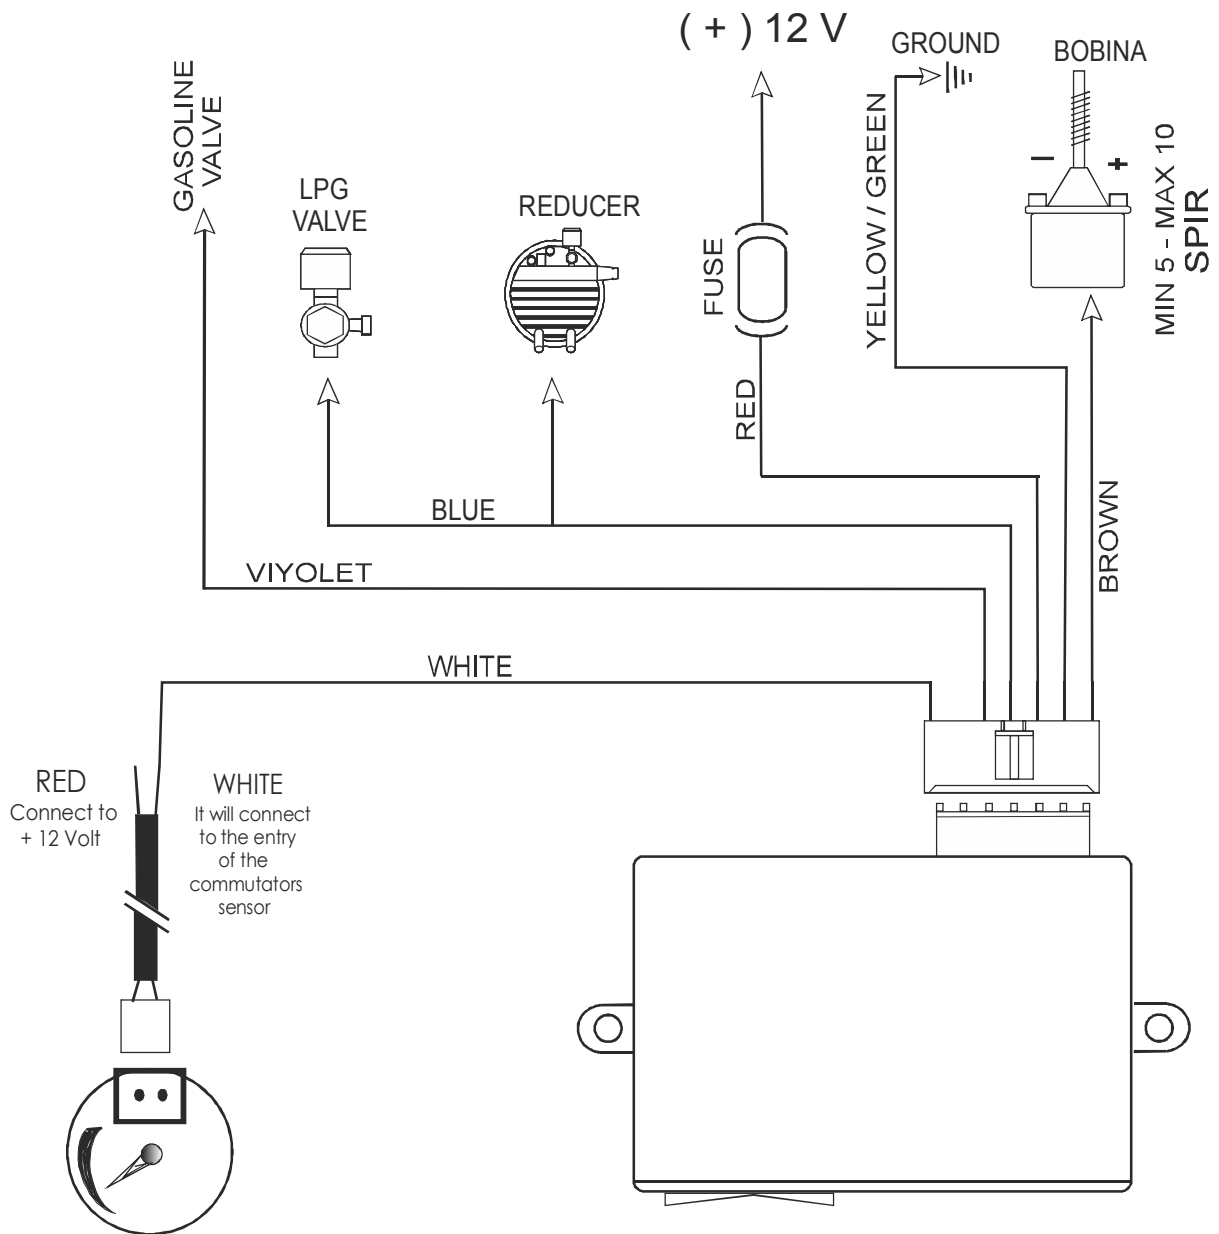 ( + ) 12 V
GROUND
BOBINA
GASOLINE
VALVE
LPG
VALVE
REDUCER
FUSE
YELLOW / GREEN
– +
MIN 5 - MAX 10
SPIR
RED
BLUE
BROWN
VIYOLET
WHITE
RED
Connect to
+ 12 Volt
WHITE
It will connect
to the entry
of the
commutators
sensor